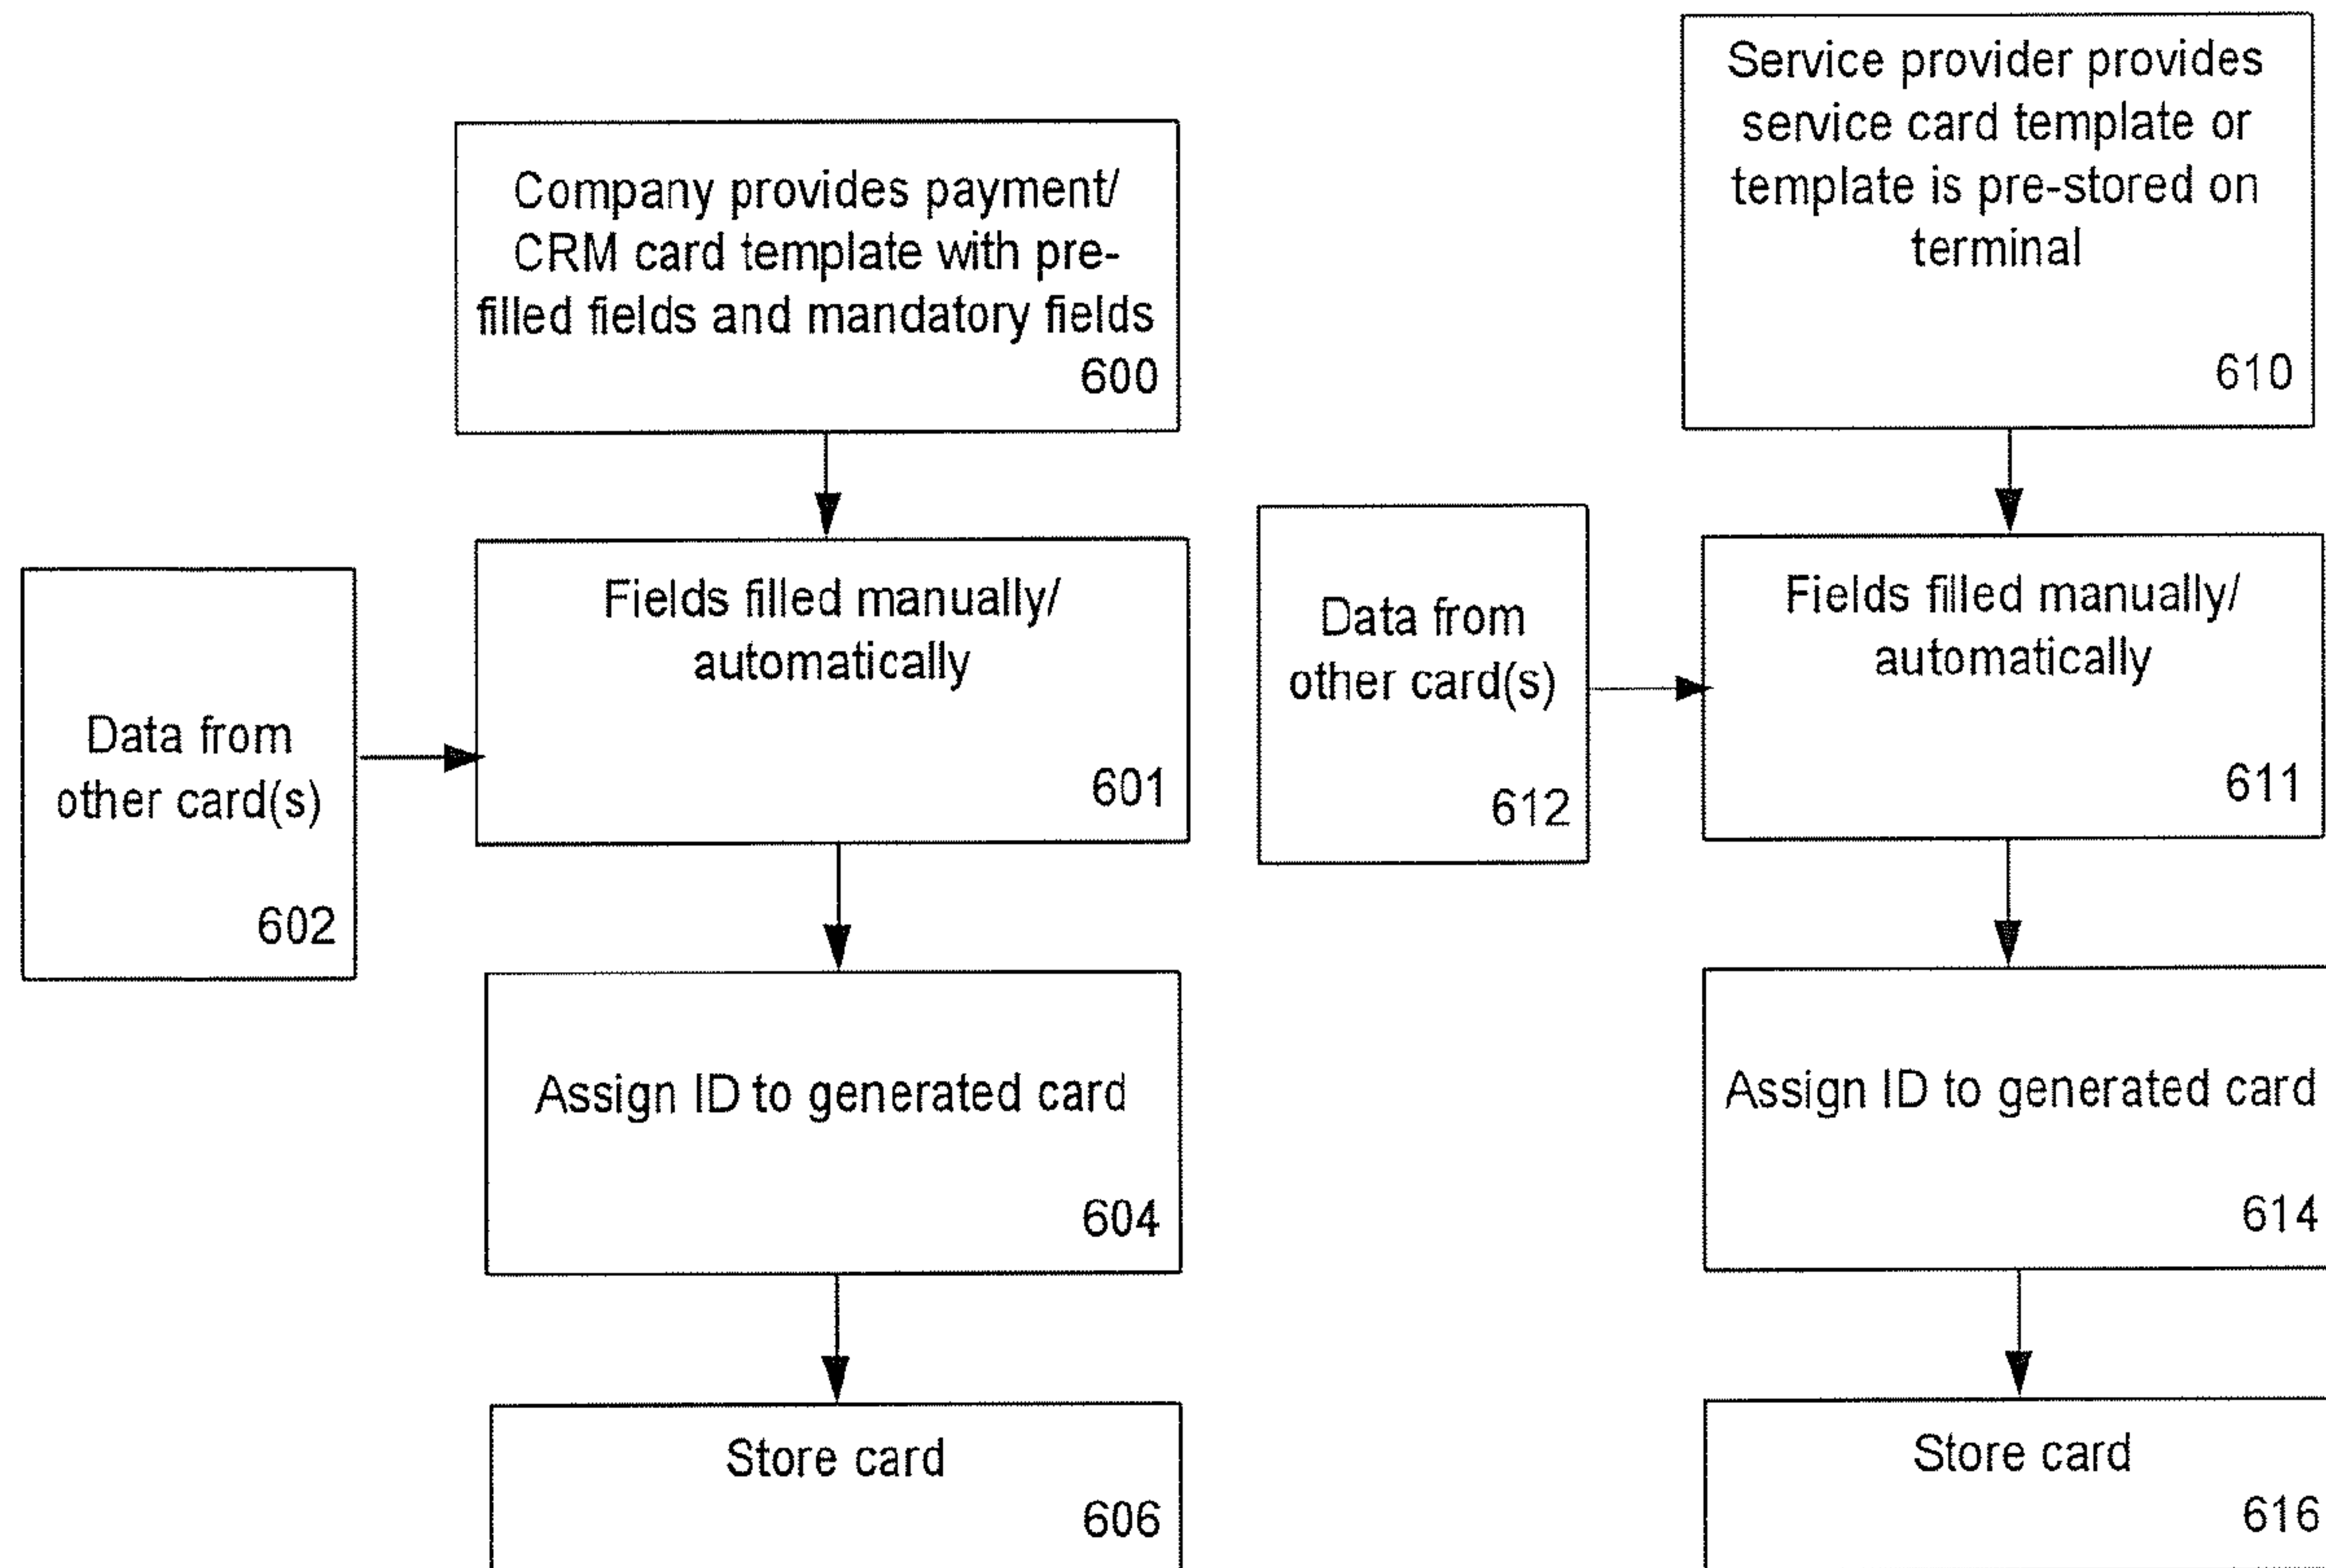 Company provides payment/
CRM card template with pre-
filled fields and mandatory fields
600
Fields filled manually/
automatically
601
Data from
other card(s)
602
Assign ID to generated card
604
Store card
606
Service provider provides
service card template or
template is pre-stored on
terminal
610
Fields filled manually/
automatically
611
Data from
other card(s)
612
Assign ID to generated card
614
Store card
616